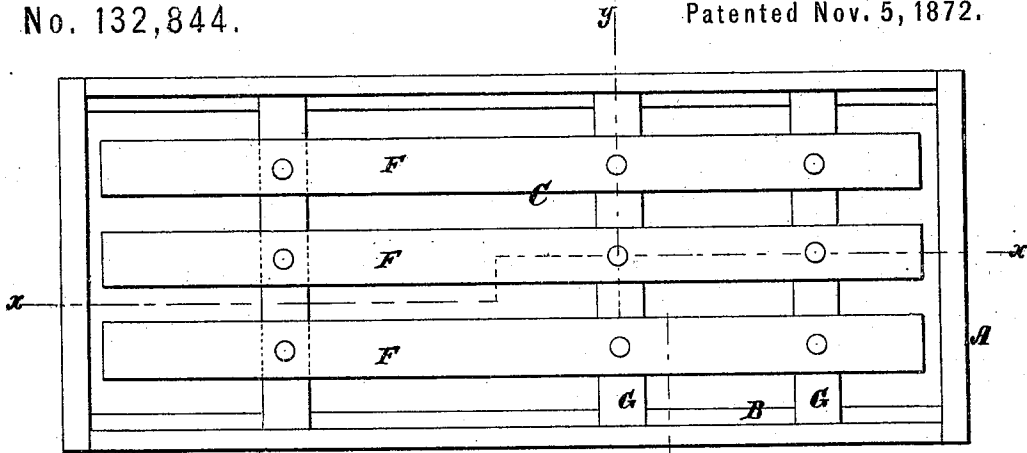 No. 132,844.
Patented Nov. 5, 1872.
y
F
C
F
x
x
F
A
G
B
G